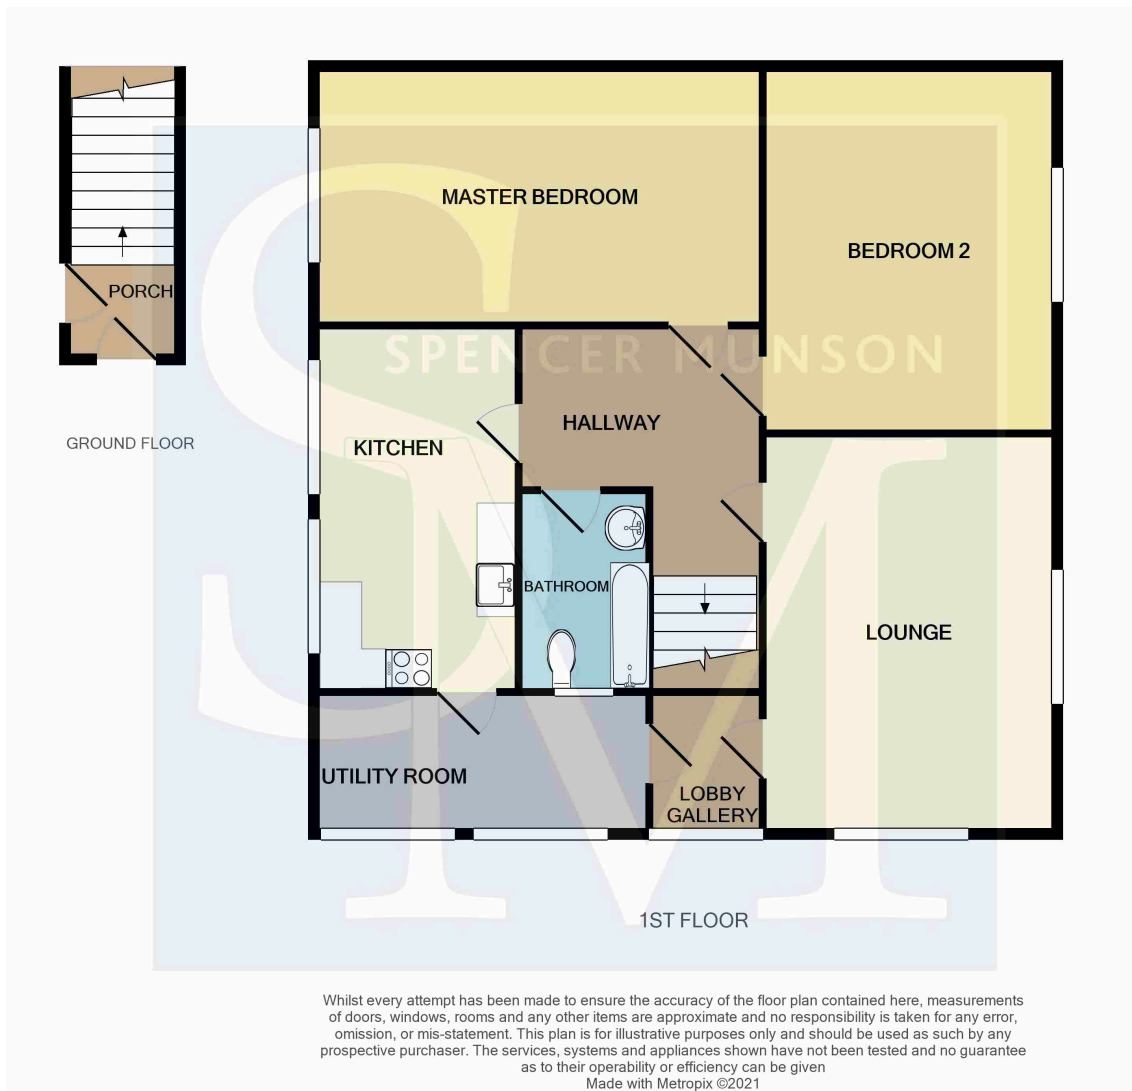 MASTER BEDROOM
BEDROOM 2
PORCH
SPENCER MUNSON
HALLWAY
GROUND FLOOR
KITCHEN
BATHROOM
LOUNGE
UTILITY ROOM
LOBBY
GALLERY
1ST FLOOR
Whilst every attempt has been made to ensure the accuracy of the floor plan contained here, measurements
of doors, windows, rooms and any other items are approximate and no responsibility is taken for any error,
omission, or mis-statement. This plan is for illustrative purposes only and should be used as such by any
prospective purchaser. The services, systems and appliances shown have not been tested and no guarantee
as to their operability or efficiency can be given
Made with Metropix ©2021
SM